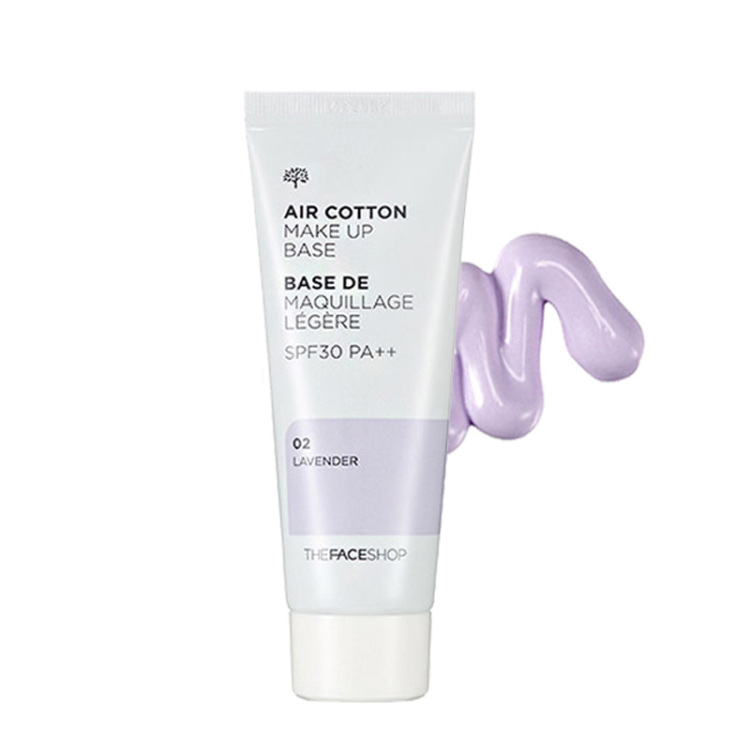 AIR COTTON
MAKE UP
BASE
BASE DE
MAQUILLAGE
LÉGÈRE
SPF30 PA++
02
LAVENDER
THEFACESHOP